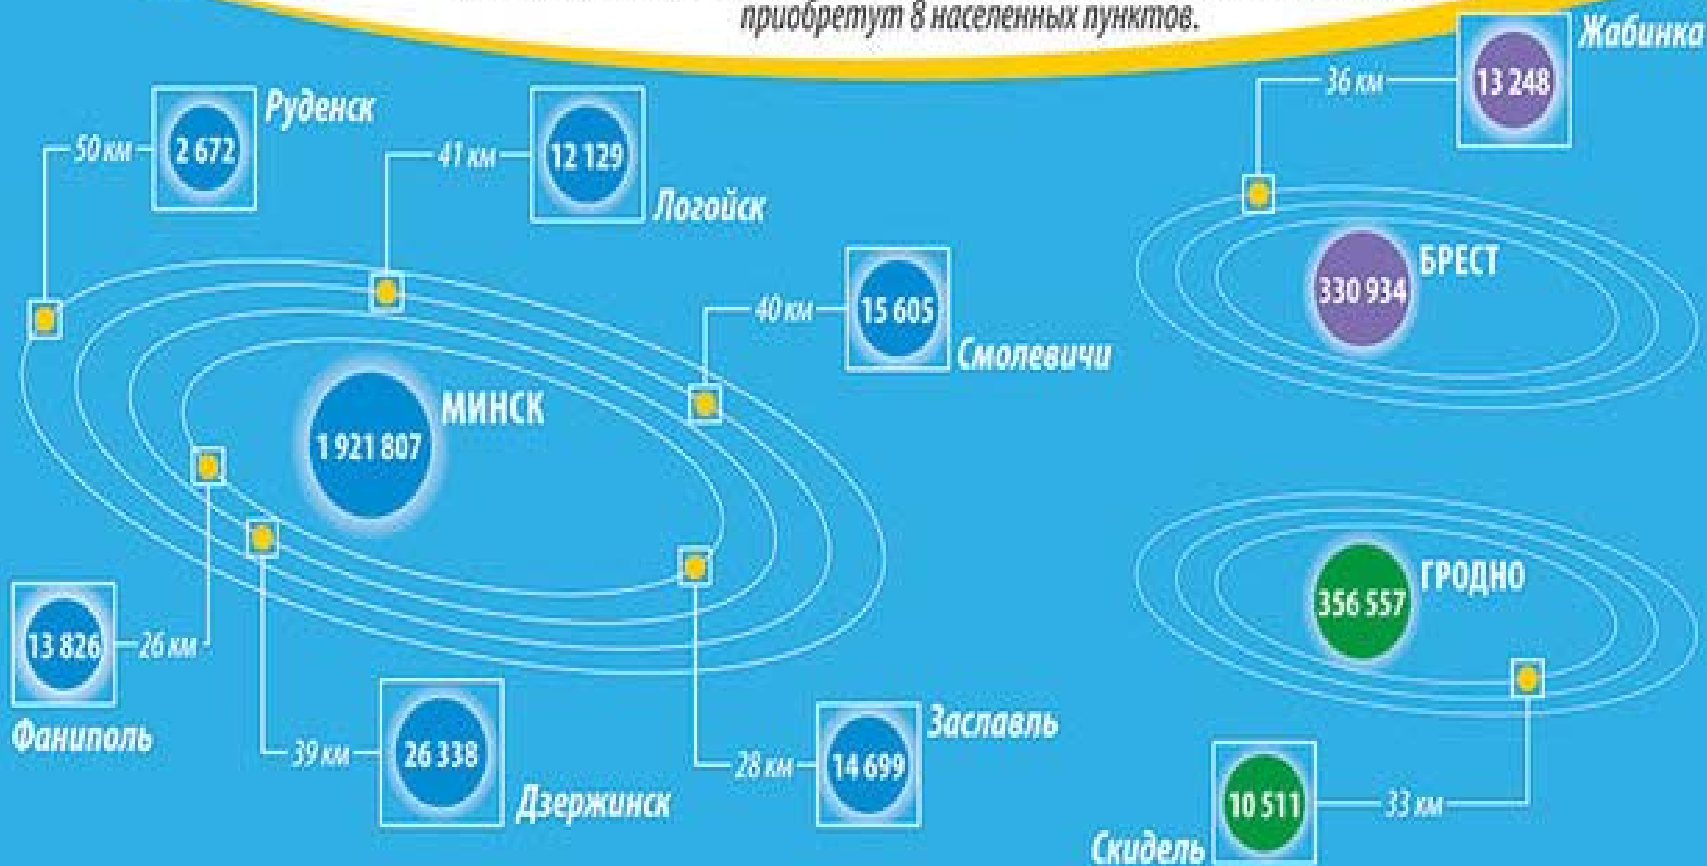 приобретут 8 населенных пунктов.
Жабинка
36 км
13 248
Руденск
50 км
2 672
41 км
12 129
Логойск
БРЕСТ
330 934
40 км
15 605
Смолевичи
МИНСК
1 921 807
ГРОДНО
356 557
13 826
26 км
Фаниполь
39 км
26 338
Дзержинск
28 км
14 699
Заславль
10 511
33 км
Скидель